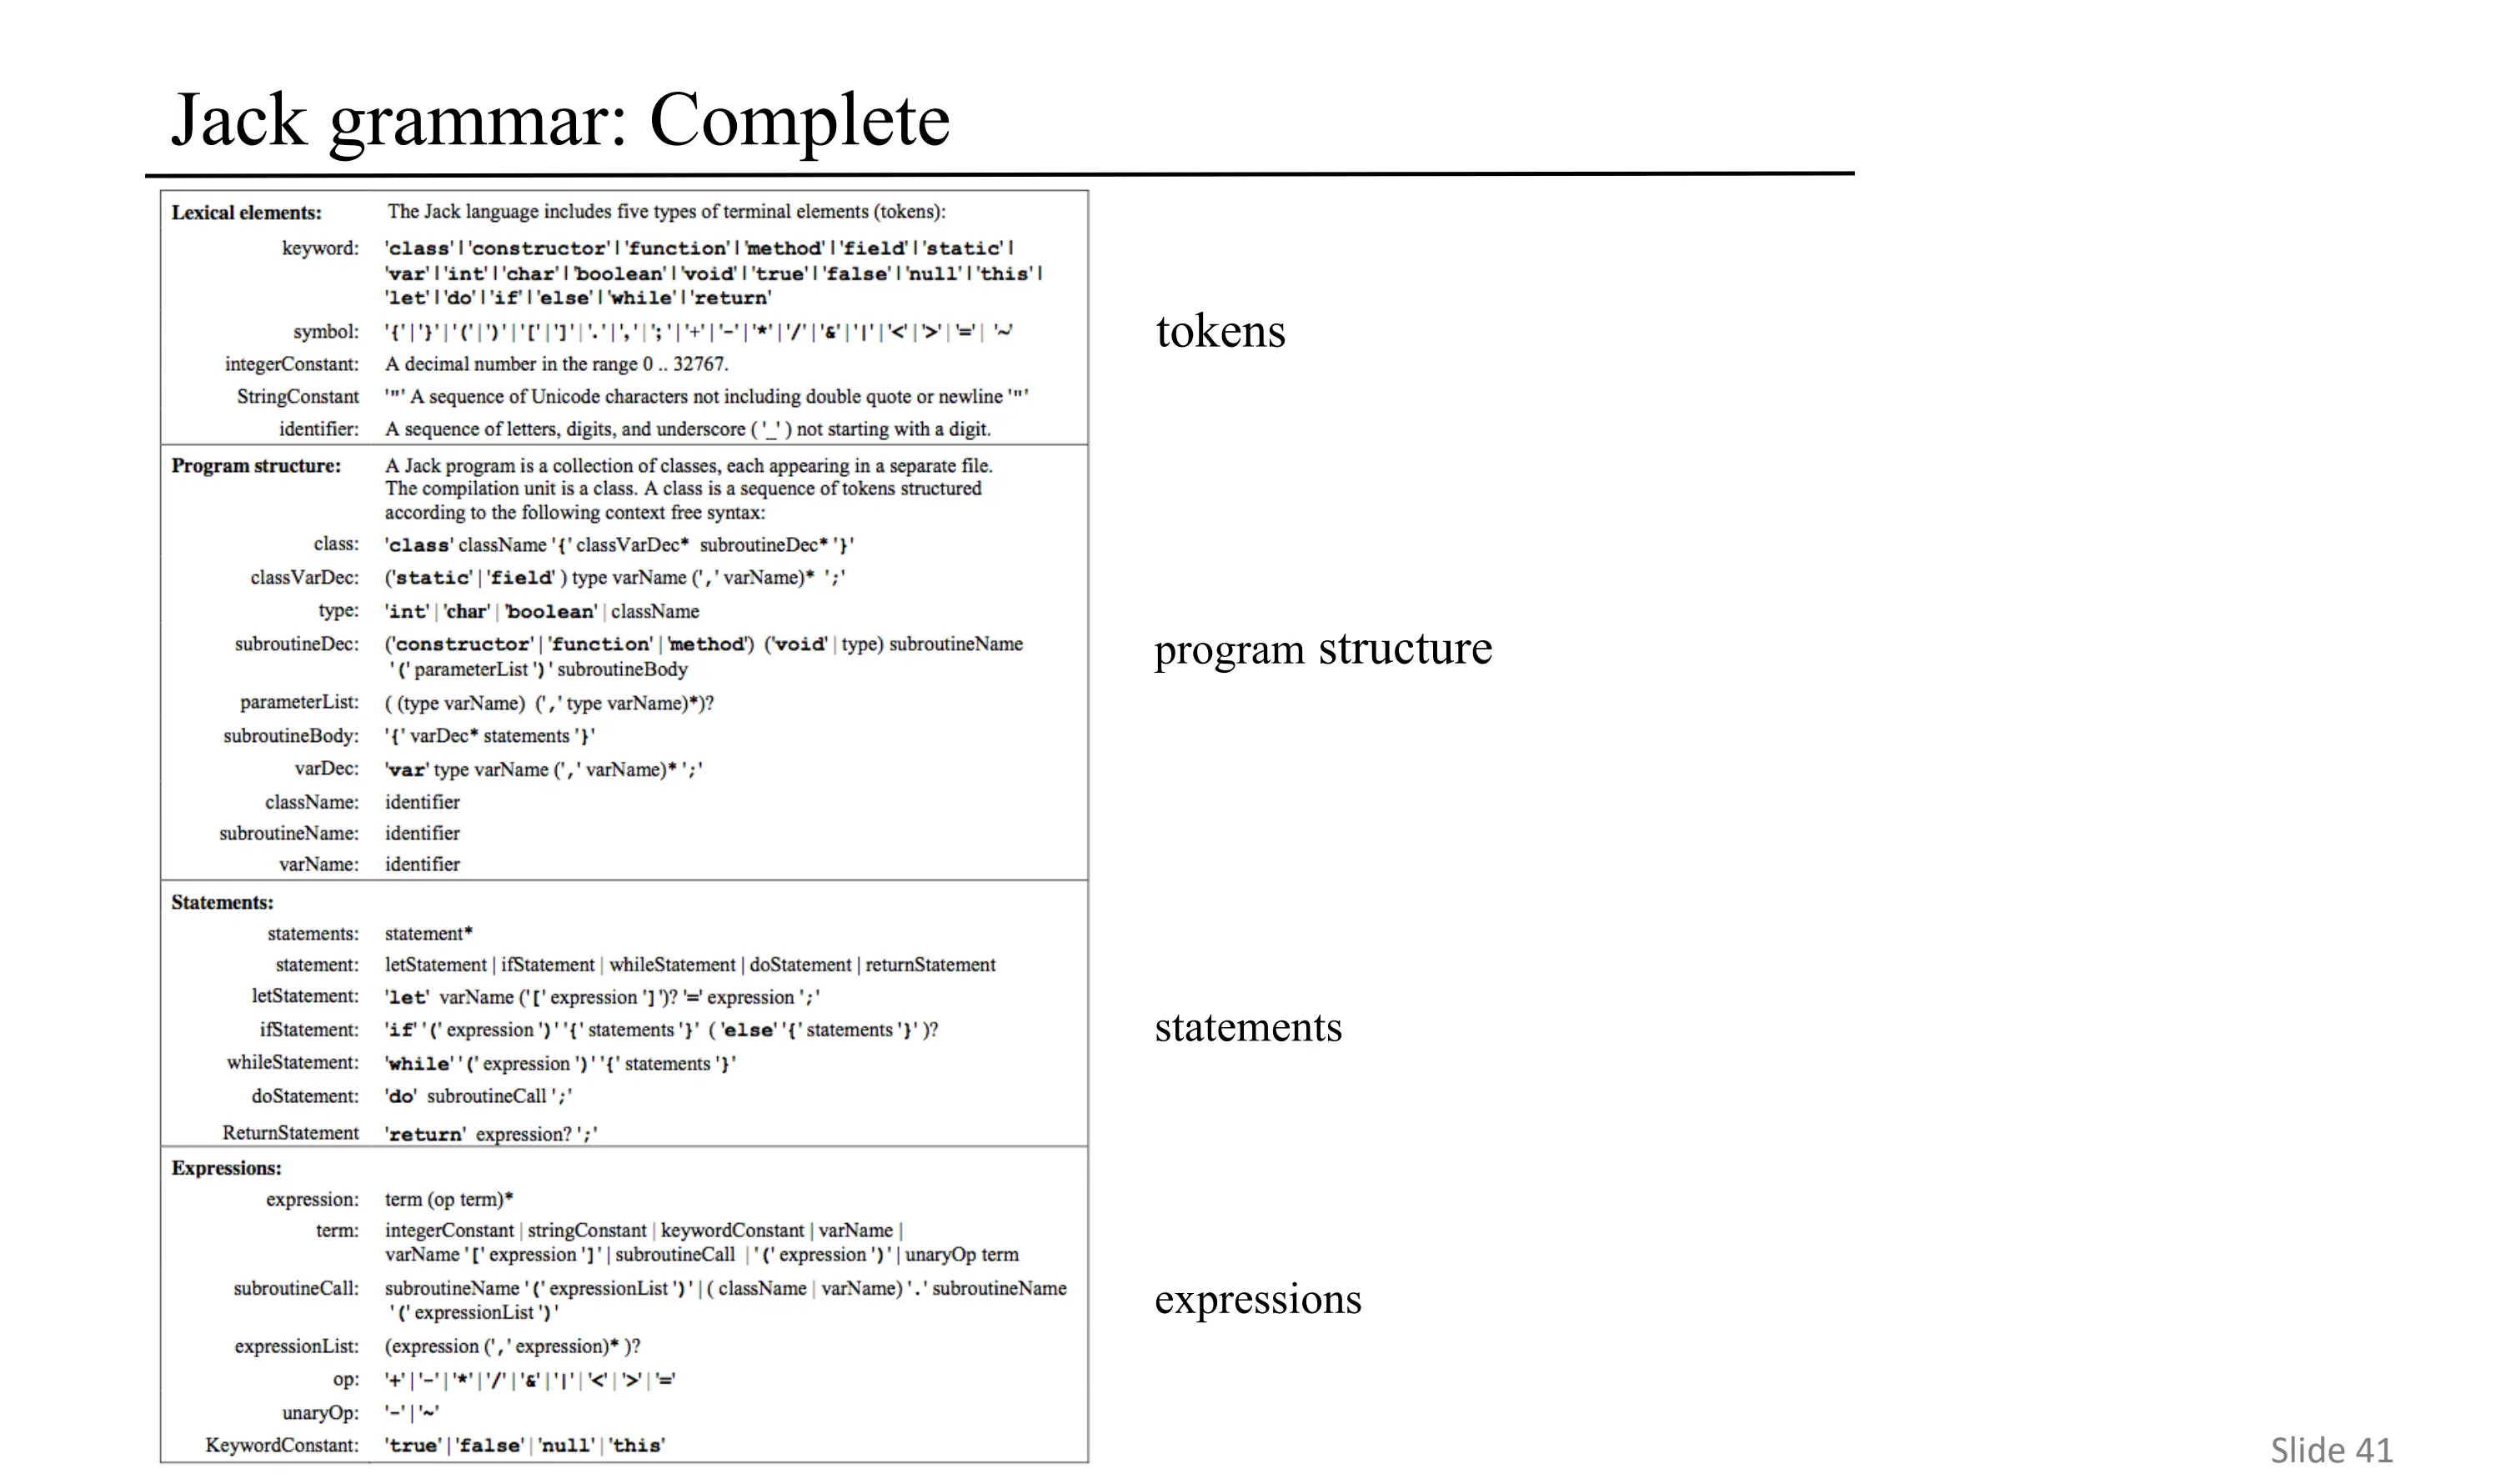 Jack grammar: Complete
Lexical elements: The Jack language includes five types of terminal elements (tokens):
keyword: 'class'|'constructor'|'function'|'method'|'field'|'static'|
'var'|'int'|'char'|'boolean'|'void'|'true'|'false'|'null'|'this'|
'let'|'do'|'if'|'else'|'while'|'return'
symbol: '{'|'}'|'('|')'|'['|']'|'.'|','|';'|'+'|'-'|'*'|'/'|'&'|'|'|'<'|'>'|'='|'~'
tokens
integerConstant: A decimal number in the range 0 .. 32767.
StringConstant '"' A sequence of Unicode characters not including double quote or newline '"'
identifier: A sequence of letters, digits, and underscore ( '_' ) not starting with a digit.
Program structure: A Jack program is a collection of classes, each appearing in a separate file.
The compilation unit is a class. A class is a sequence of tokens structured
according to the following context free syntax:
class: 'class' className '{' classVarDec* subroutineDec* '}'
classVarDec: ('static' | 'field' ) type varName (',' varName)* ';'
type: 'int' | 'char' | 'boolean' | className
subroutineDec: ('constructor' | 'function' | 'method') ('void' | type) subroutineName
'(' parameterList ')' subroutineBody
program structure
parameterList: ( (type varName) (',' type varName)*)?
subroutineBody: '{' varDec* statements '}'
varDec: 'var' type varName (',' varName)* ';'
className: identifier
subroutineName: identifier
varName: identifier
Statements:
statements: statement*
statement: letStatement | ifStatement | whileStatement | doStatement | returnStatement
letStatement: 'let' varName ('[' expression ']')? '=' expression ';'
ifStatement: 'if' '(' expression ')' '{' statements '}' ( 'else' '{' statements '}' )?
statements
whileStatement: 'while' '(' expression ')' '{' statements '}'
doStatement: 'do' subroutineCall ';'
ReturnStatement 'return' expression? ';'
Expressions:
expression: term (op term)*
term: integerConstant | stringConstant | keywordConstant | varName |
varName '[' expression ']' | subroutineCall | '(' expression ')' | unaryOp term
subroutineCall: subroutineName '(' expressionList ')' | ( className | varName) '.' subroutineName
'(' expressionList ')'
expressions
expressionList: (expression (',' expression)* )?
op: '+'|'-'|'*'|'/'|'&'|'|'|'<'|'>'|'='
unaryOp: '-'|'~'
KeywordConstant: 'true'|'false'|'null'|'this'
Slide 41